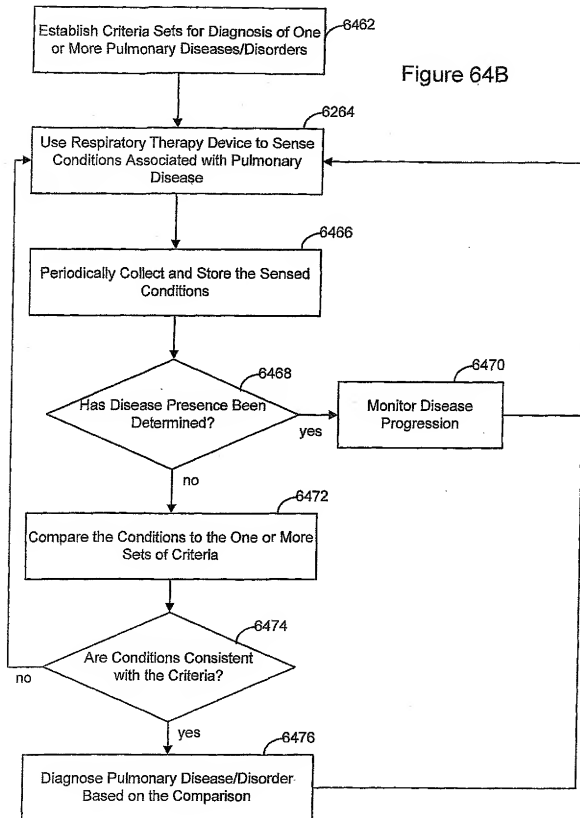 Establish Criteria Sets for Diagnosis of One
or More Pulmonary Diseases/Disorders
6462
Figure 64B
6264
Use Respiratory Therapy Device to Sense
Conditions Associated with Pulmonary
Disease
6466
Periodically Collect and Store the Sensed
Conditions
6468
Has Disease Presence Been
Determined?
yes
6470
Monitor Disease
Progression
no
6472
Compare the Conditions to the One or More
Sets of Criteria
6474
Are Conditions Consistent
with the Criteria?
no
yes
6476
Diagnose Pulmonary Disease/Disorder
Based on the Comparison